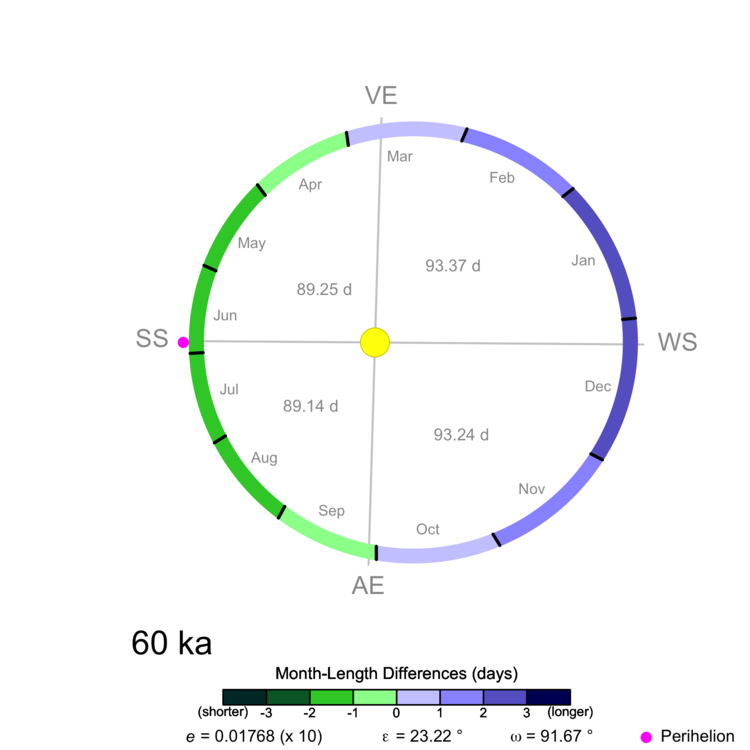 VE
Mar
Apr
Feb
May
Jan
93.37 d
89.25 d
Jun
SS
WS
Jul
Dec
89.14 d
93.24 d
Aug
Nov
Sep
Oct
AE
60 ka
Month-Length Differences (days)
(shorter) -3 -2 -1 0 1 2 3 (longer)
e = 0.01768 (x 10) ε = 23.22 ° ω = 91.67 ° Perihelion